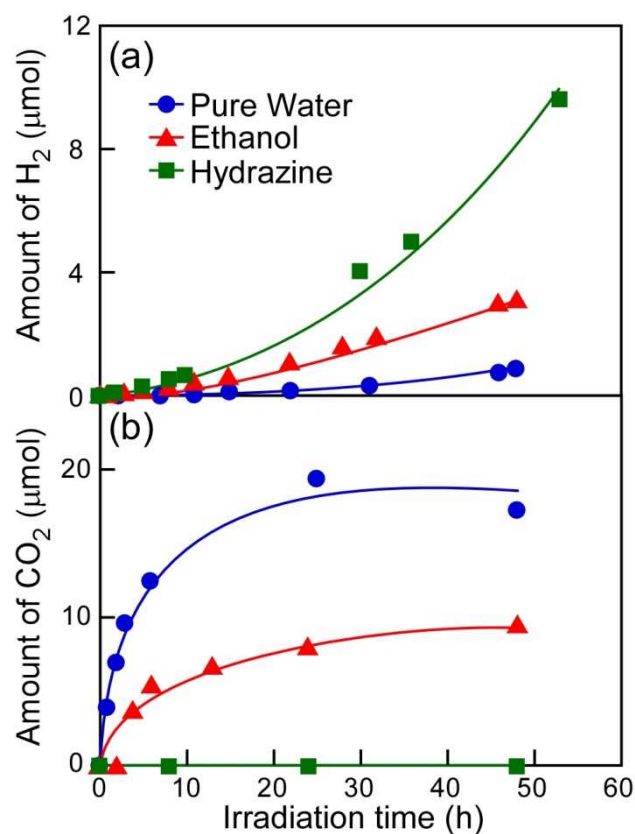 12
(a)
Pure Water
Ethanol
Hydrazine
8
4
0
Amount of H₂ (μmol)
(b)
20
10
0
Amount of CO₂ (μmol)
0 10 20 30 40 50 60
Irradiation time (h)